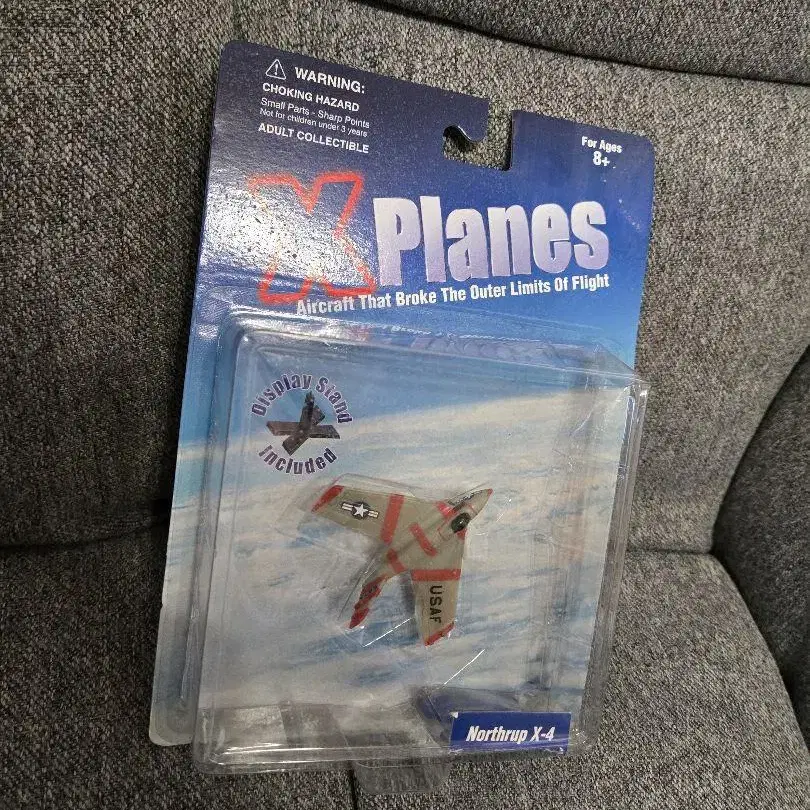 WARNING:
CHOKING HAZARD
Small Parts - Sharp Points
Not for children under 3 years
ADULT COLLECTIBLE
For Ages
8+
X Planes
Aircraft That Broke The Outer Limits Of Flight
Display Stand
Included
USAF
Northrup X-4